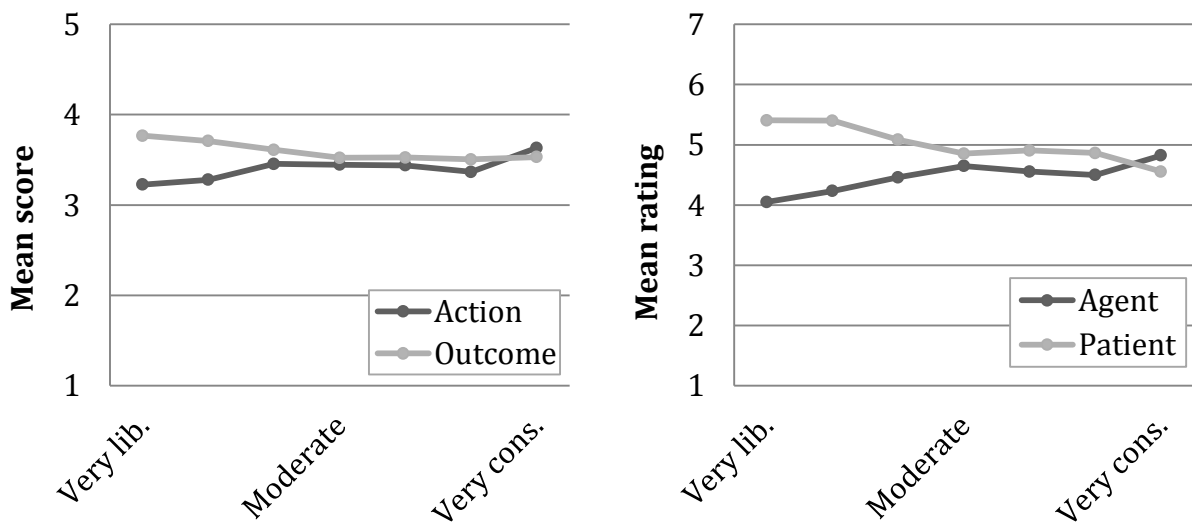 5
4
3
2
1
Mean score
Action
Outcome
Very lib.
Moderate
Very cons.
7
6
5
4
3
2
1
Mean rating
Agent
Patient
Very lib.
Moderate
Very cons.